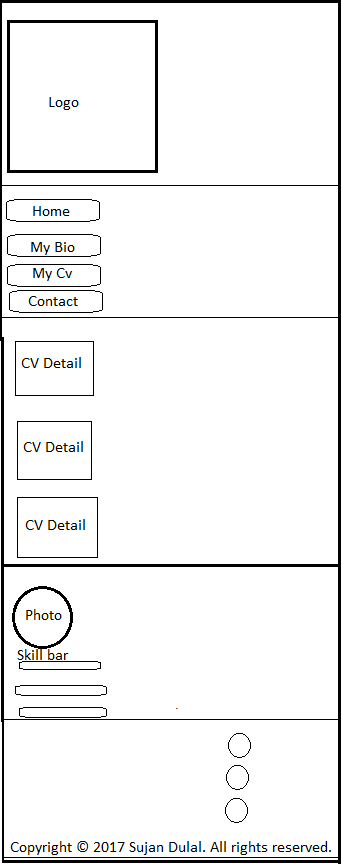 Logo
Home
My Bio
My Cv
Contact
CV Detail
CV Detail
CV Detail
Photo
Skill bar
Copyright © 2017 Sujan Dulal. All rights reserved.